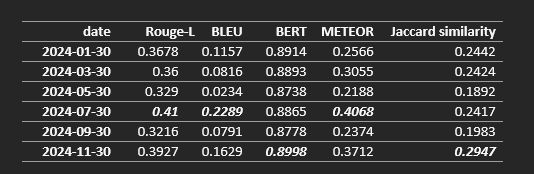 date Rouge-L BLEU BERT METEOR Jaccard similarity
2024-01-30 0.3678 0.1157 0.8914 0.2566 0.2442
2024-03-30 0.36 0.0816 0.8893 0.3055 0.2424
2024-05-30 0.329 0.0234 0.8738 0.2188 0.1892
2024-07-30 0.41 0.2289 0.8865 0.4068 0.2417
2024-09-30 0.3216 0.0791 0.8778 0.2374 0.1983
2024-11-30 0.3927 0.1629 0.8998 0.3712 0.2947